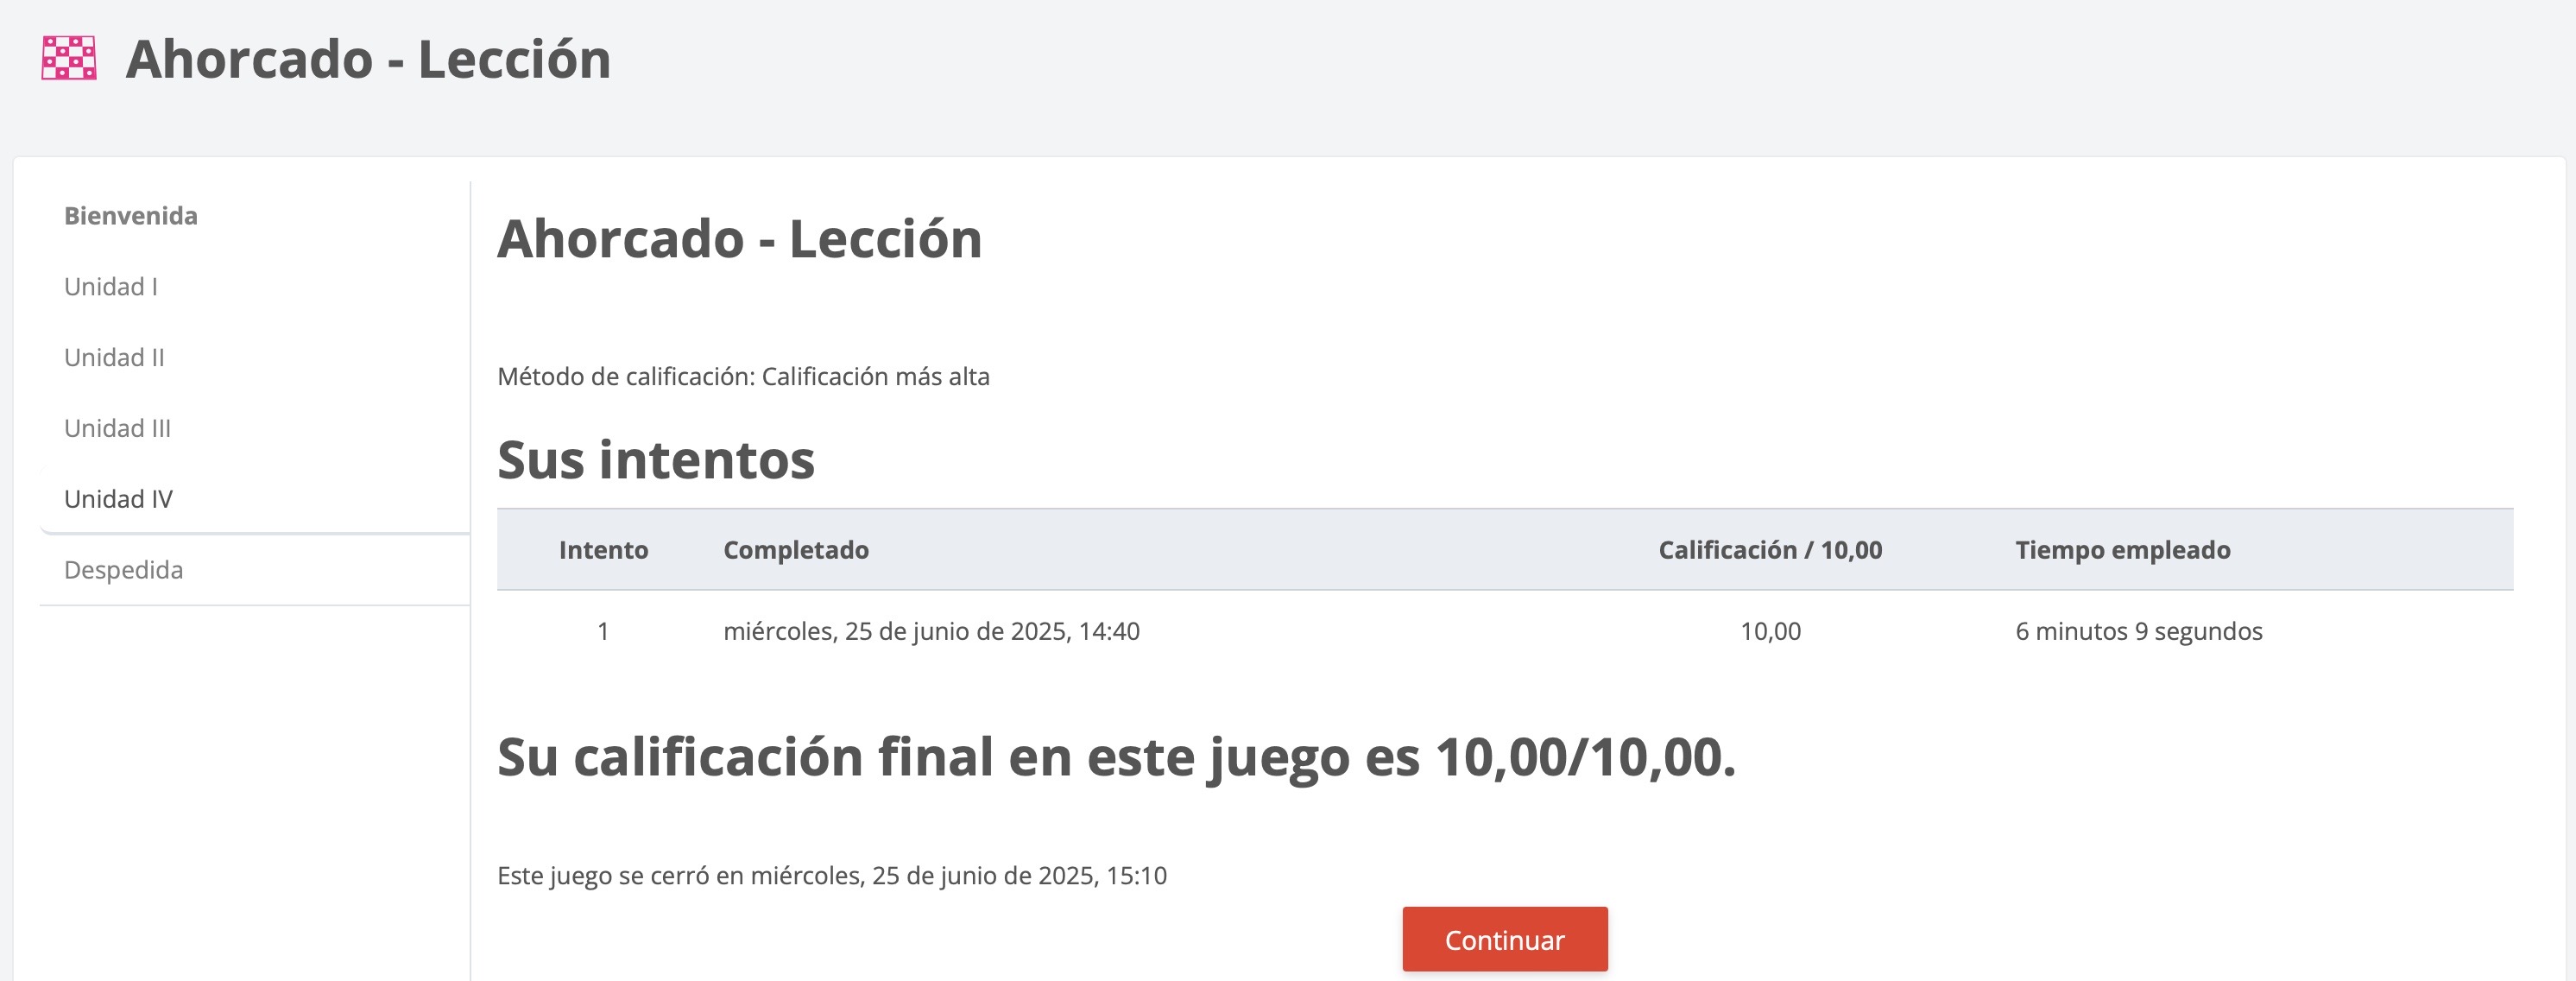 Ahorcado - Lección
Bienvenida
Unidad I
Unidad II
Unidad III
Unidad IV
Despedida
Ahorcado - Lección
Método de calificación: Calificación más alta
Sus intentos
Intento Completado Calificación / 10,00 Tiempo empleado
1 miércoles, 25 de junio de 2025, 14:40 10,00 6 minutos 9 segundos
Su calificación final en este juego es 10,00/10,00.
Este juego se cerró en miércoles, 25 de junio de 2025, 15:10
Continuar